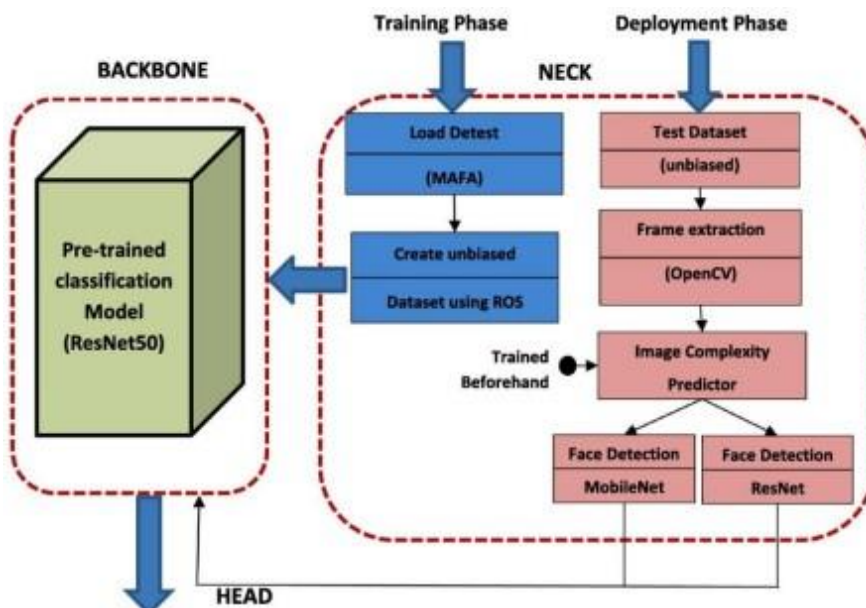 Training Phase
Deployment Phase
BACKBONE
NECK
Load Detest
(MAFA)
Create unbiased
Dataset using ROS
Test Dataset
(unbiased)
Frame extraction
(OpenCV)
Trained
Beforehand
Image Complexity
Predictor
Face Detection
MobileNet
Face Detection
ResNet
Pre-trained
classification
Model
(ResNet50)
HEAD